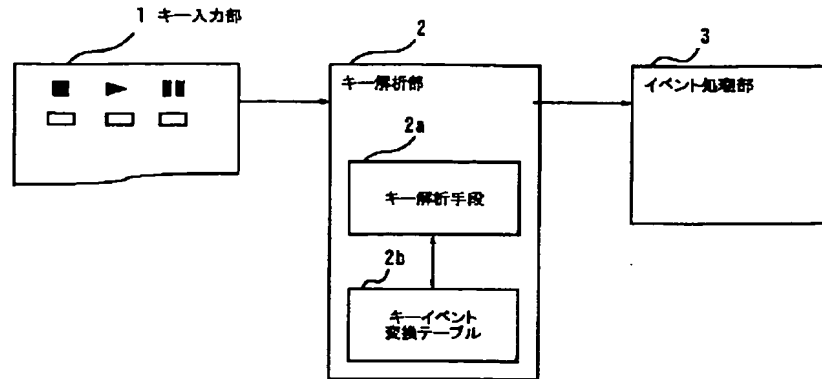 1 キー入力部
2
3
キー解析部
イベント処理部
2a
キー解析手段
2b
キーイベント
変換テーブル